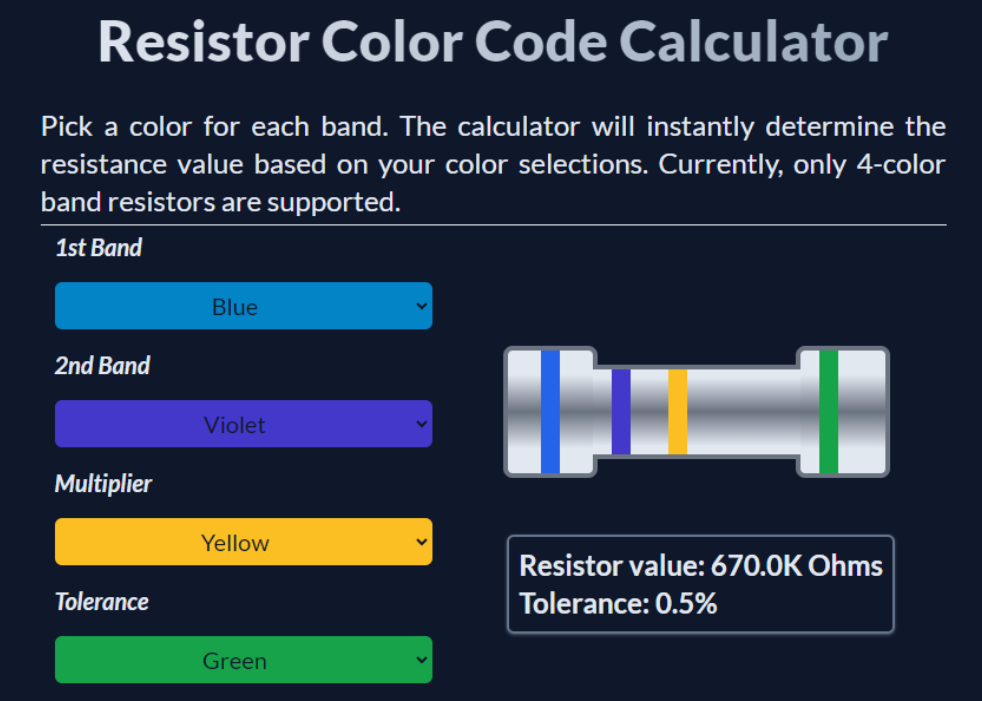 Resistor Color Code Calculator
Pick a color for each band. The calculator will instantly determine the
resistance value based on your color selections. Currently, only 4-color
band resistors are supported.
1st Band
Blue
2nd Band
Violet
Multiplier
Yellow
Tolerance
Green
Resistor value: 670.0K Ohms
Tolerance: 0.5%